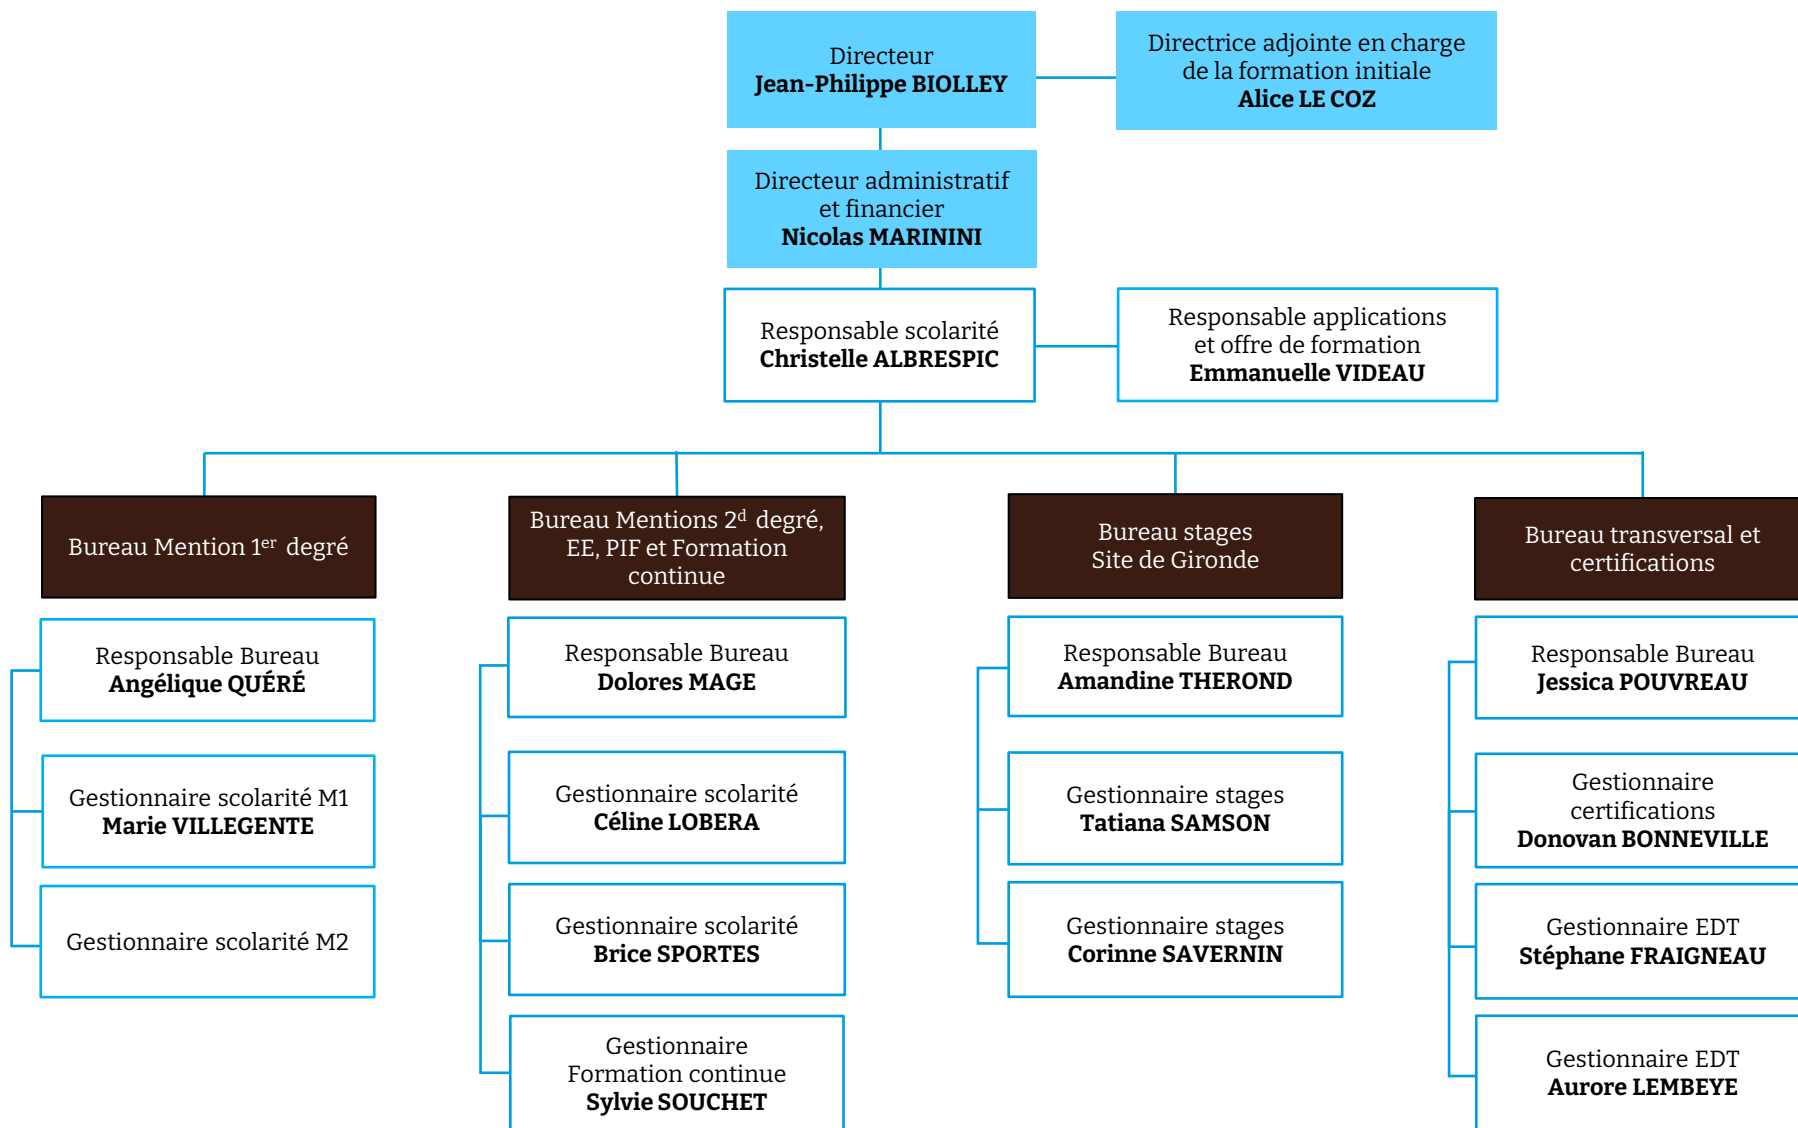 Directeur
Jean-Philippe BIOLLEY
Directrice adjointe en charge
de la formation initiale
Alice LE COZ
Directeur administratif
et financier
Nicolas MARININI
Responsable scolarité
Christelle ALBRESPIC
Responsable applications
et offre de formation
Emmanuelle VIDEAU
Bureau Mention 1er degré
Responsable Bureau
Angélique QUÉRÉ
Gestionnaire scolarité M1
Marie VILLEGENTE
Gestionnaire scolarité M2
Bureau Mentions 2d degré,
EE, PIF et Formation
continue
Responsable Bureau
Dolores MAGE
Gestionnaire scolarité
Céline LOBERA
Gestionnaire scolarité
Brice SPORTES
Gestionnaire
Formation continue
Sylvie SOUCHET
Bureau stages
Site de Gironde
Responsable Bureau
Amandine THEROND
Gestionnaire stages
Tatiana SAMSON
Gestionnaire stages
Corinne SAVERNIN
Bureau transversal et
certifications
Responsable Bureau
Jessica POUVREAU
Gestionnaire
certifications
Donovan BONNEVILLE
Gestionnaire EDT
Stéphane FRAIGNEAU
Gestionnaire EDT
Aurore LEMBEYE